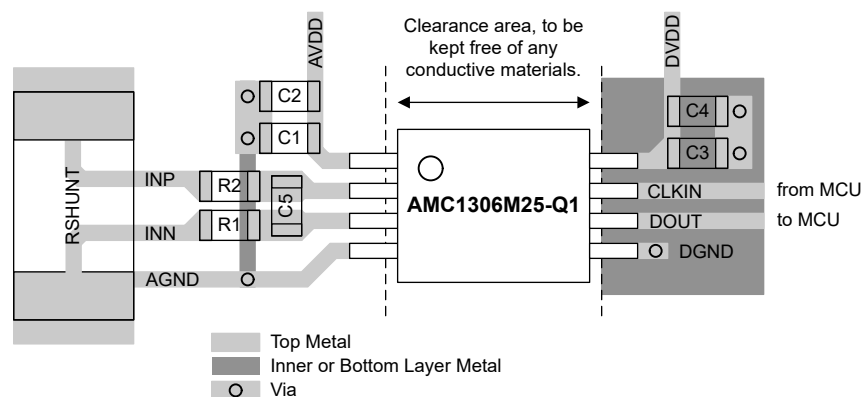 AVDD
Clearance area, to be
kept free of any
conductive materials.
DVDD
C2
C1
C4
C3
RSHUNT
INP
R2
C5
INN
R1
AGND
AMC1306M25-Q1
CLKIN
from MCU
DOUT
to MCU
DGND
Top Metal
Inner or Bottom Layer Metal
Via